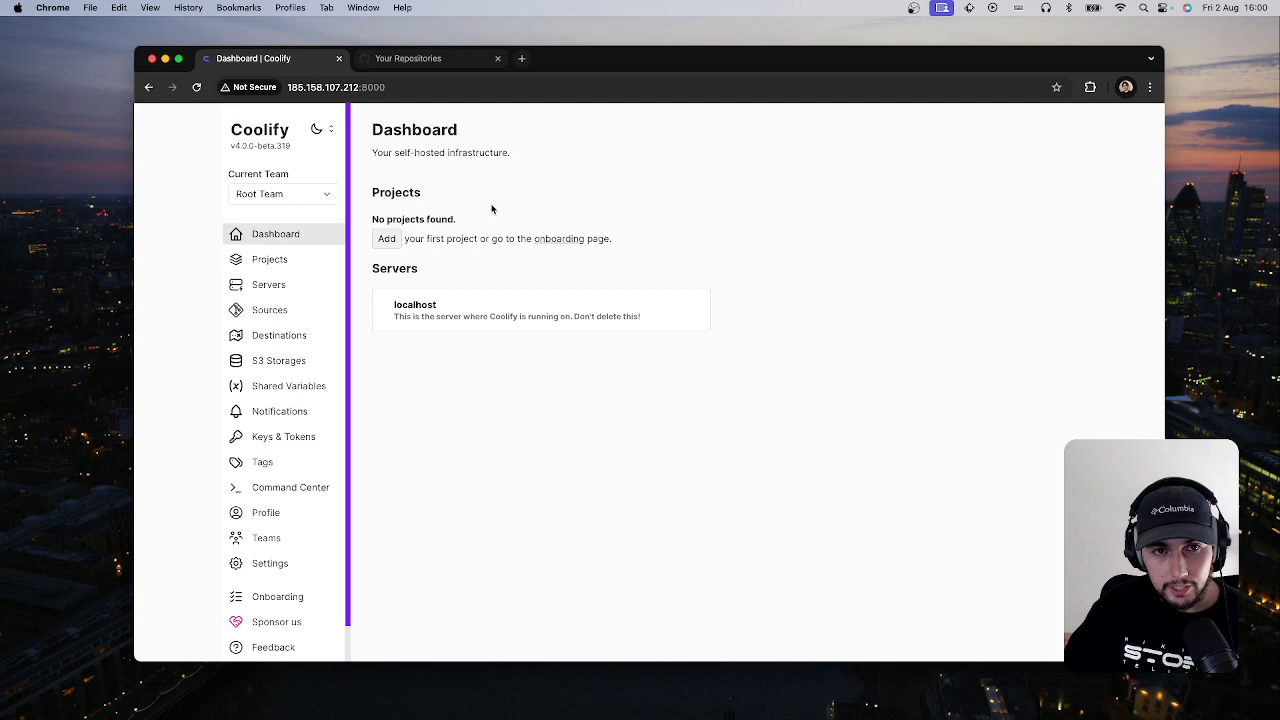 Chrome File Edit View History Bookmarks Profiles Tab Window Help Fri 2 Aug 16:00
Dashboard | Coolify Your Repositories
Not Secure 185.158.107.212:8000
Coolify
v4.0.0-beta.319
Current Team
Root Team
Dashboard
Projects
Servers
Sources
Destinations
S3 Storages
Shared Variables
Notifications
Keys & Tokens
Tags
Command Center
Profile
Teams
Settings
Onboarding
Sponsor us
Feedback
Dashboard
Your self-hosted infrastructure.
Projects
No projects found.
Add your first project or go to the onboarding page.
Servers
localhost
This is the server where Coolify is running on. Don't delete this!
Columbia